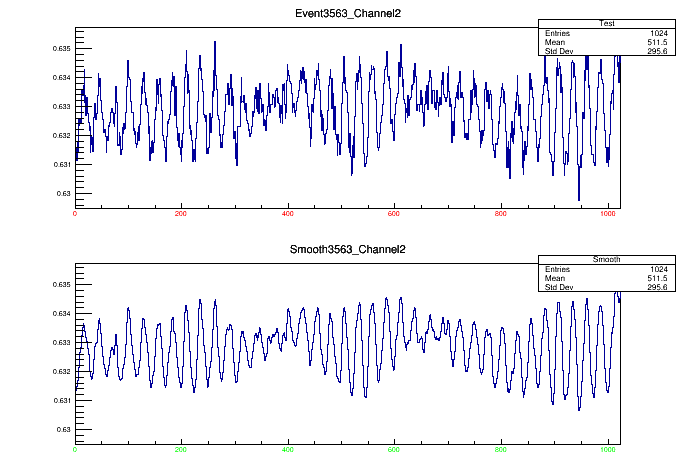 Event3563_Channel2
Test
Entries 1024
Mean 511.5
Std Dev 295.6
0.635
0.634
0.633
0.632
0.631
0.63
0 200 400 600 800 1000
Smooth3563_Channel2
Smooth
Entries 1024
Mean 511.5
Std Dev 295.6
0.635
0.634
0.633
0.632
0.631
0.63
0 200 400 600 800 1000